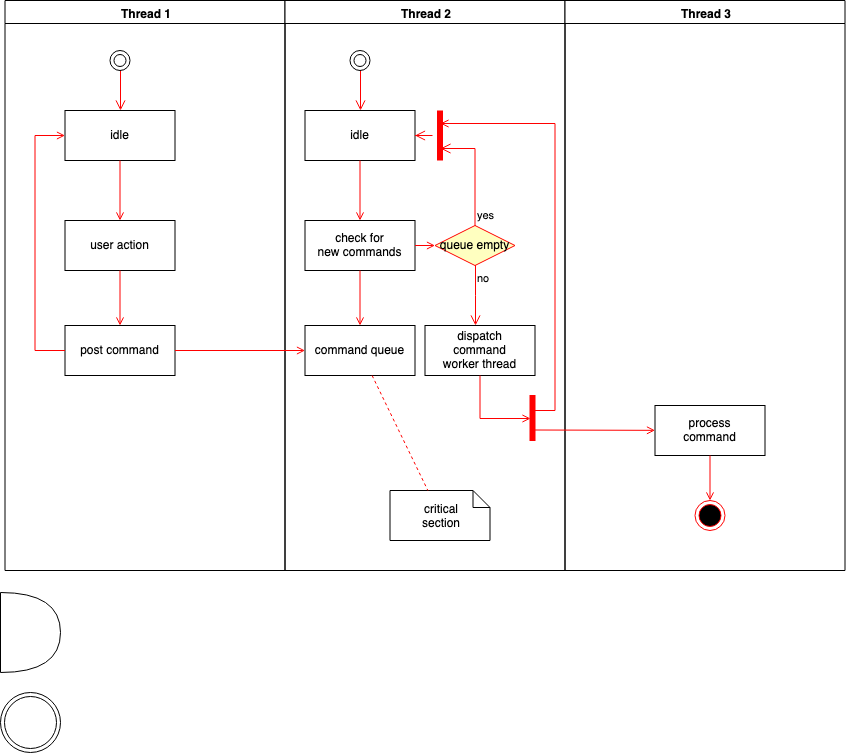 Thread 1
Thread 2
Thread 3
idle
idle
user action
check for
new commands
yes
queue empty
no
post command
command queue
dispatch
command
worker thread
process
command
critical
section